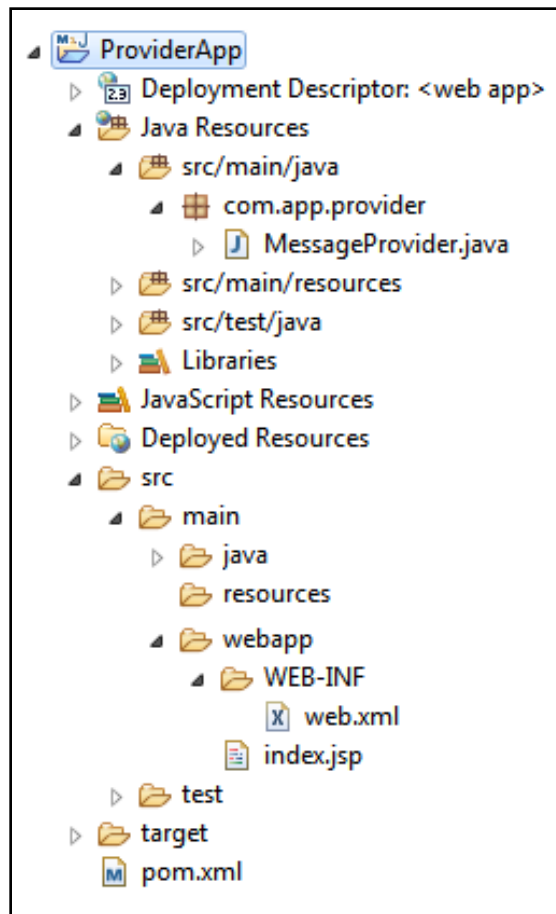 ProviderApp
2.3 Deployment Descriptor: <web app>
Java Resources
src/main/java
com.app.provider
J MessageProvider.java
src/main/resources
src/test/java
Libraries
JavaScript Resources
Deployed Resources
src
main
java
resources
webapp
WEB-INF
X web.xml
index.jsp
test
target
M pom.xml